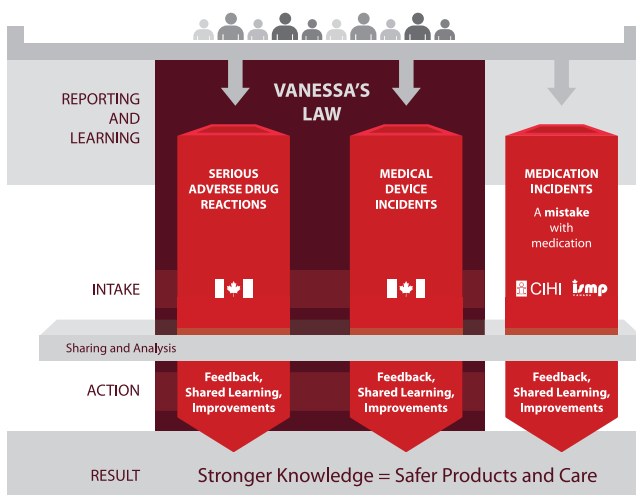 REPORTING
AND
LEARNING
VANESSA'S
LAW
SERIOUS
ADVERSE DRUG
REACTIONS
MEDICAL
DEVICE
INCIDENTS
MEDICATION
INCIDENTS
A mistake
with
medication
INTAKE
CIHI
ismp
CANADA
Sharing and Analysis
ACTION
Feedback,
Shared Learning,
Improvements
Feedback,
Shared Learning,
Improvements
Feedback,
Shared Learning,
Improvements
RESULT
Stronger Knowledge = Safer Products and Care